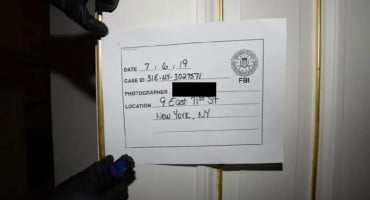 DATE 7, 6, 19
CASE ID 31E-NY-3027571
FBI
PHOTOGRAPHER
LOCATION 9 East 71st St
New York, NY